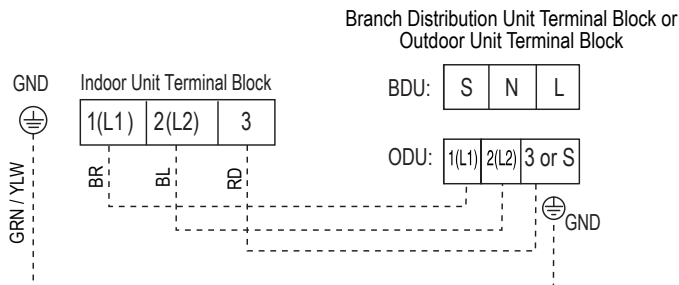 Branch Distribution Unit Terminal Block or
Outdoor Unit Terminal Block
GND
Indoor Unit Terminal Block
1(L1)
2(L2)
3
BDU:
S
N
L
ODU:
1(L1)
2(L2)
3 or S
GRN / YLW
BR
BL
RD
GND